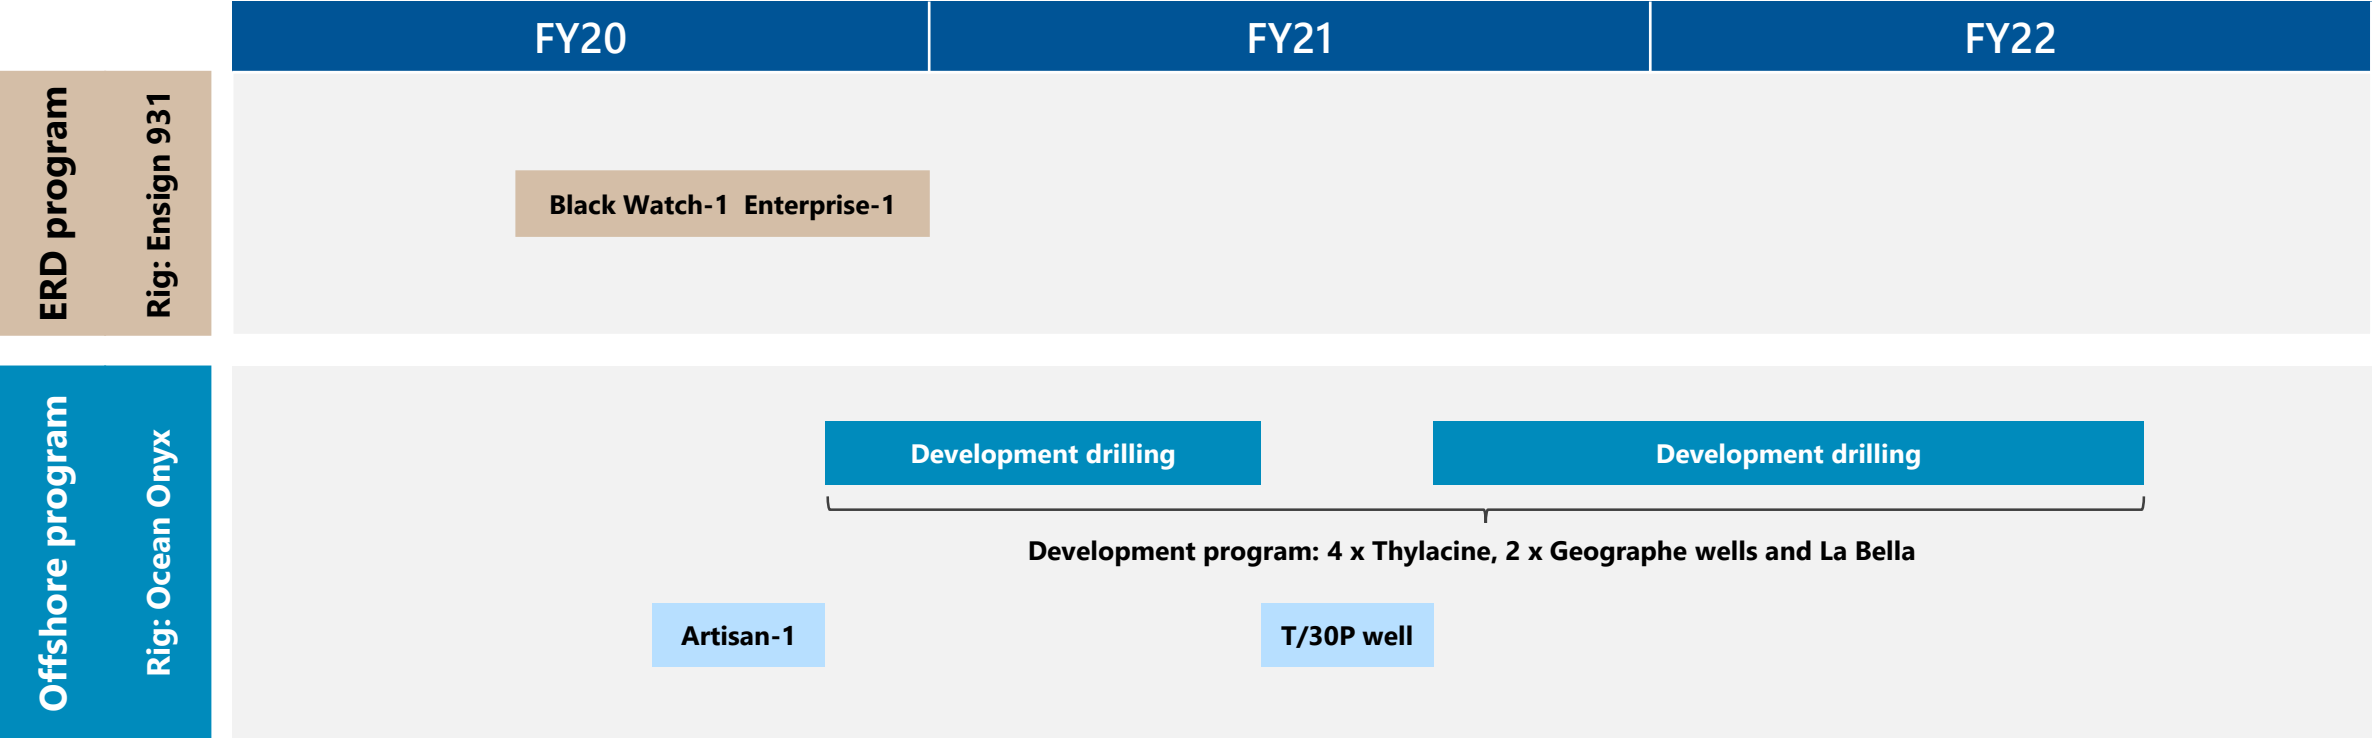 FY20
FY21
FY22
ERD program
Rig: Ensign 931
Black Watch-1 Enterprise-1
Offshore program
Rig: Ocean Onyx
Development drilling
Development drilling
Development program: 4 x Thylacine, 2 x Geographe wells and La Bella
Artisan-1
T/30P well